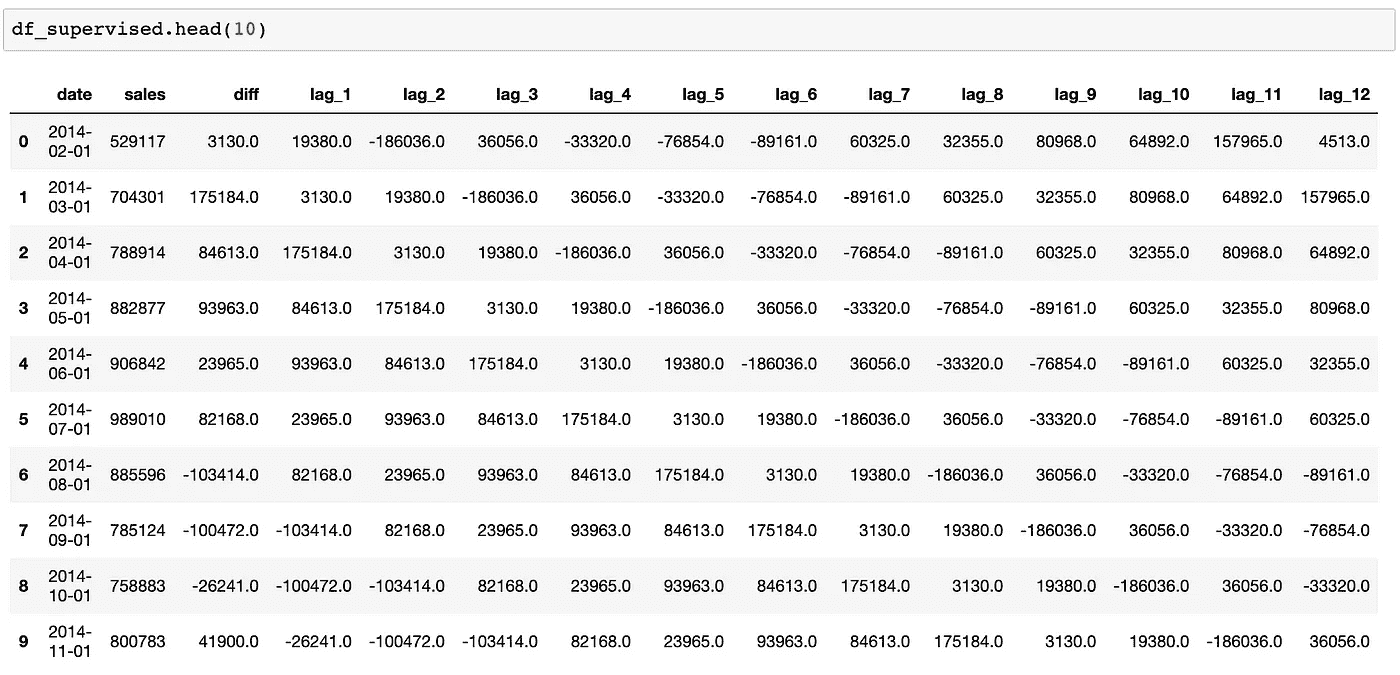 df_supervised.head(10)
date sales diff lag_1 lag_2 lag_3 lag_4 lag_5 lag_6 lag_7 lag_8 lag_9 lag_10 lag_11 lag_12
0 2014-02-01 529117 3130.0 19380.0 -186036.0 36056.0 -33320.0 -76854.0 -89161.0 60325.0 32355.0 80968.0 64892.0 157965.0 4513.0
1 2014-03-01 704301 175184.0 3130.0 19380.0 -186036.0 36056.0 -33320.0 -76854.0 -89161.0 60325.0 32355.0 80968.0 64892.0 157965.0
2 2014-04-01 788914 84613.0 175184.0 3130.0 19380.0 -186036.0 36056.0 -33320.0 -76854.0 -89161.0 60325.0 32355.0 80968.0 64892.0
3 2014-05-01 882877 93963.0 84613.0 175184.0 3130.0 19380.0 -186036.0 36056.0 -33320.0 -76854.0 -89161.0 60325.0 32355.0 80968.0
4 2014-06-01 906842 23965.0 93963.0 84613.0 175184.0 3130.0 19380.0 -186036.0 36056.0 -33320.0 -76854.0 -89161.0 60325.0 32355.0
5 2014-07-01 989010 82168.0 23965.0 93963.0 84613.0 175184.0 3130.0 19380.0 -186036.0 36056.0 -33320.0 -76854.0 -89161.0 60325.0
6 2014-08-01 885596 -103414.0 82168.0 23965.0 93963.0 84613.0 175184.0 3130.0 19380.0 -186036.0 36056.0 -33320.0 -76854.0 -89161.0
7 2014-09-01 785124 -100472.0 -103414.0 82168.0 23965.0 93963.0 84613.0 175184.0 3130.0 19380.0 -186036.0 36056.0 -33320.0 -76854.0
8 2014-10-01 758883 -26241.0 -100472.0 -103414.0 82168.0 23965.0 93963.0 84613.0 175184.0 3130.0 19380.0 -186036.0 36056.0 -33320.0
9 2014-11-01 800783 41900.0 -26241.0 -100472.0 -103414.0 82168.0 23965.0 93963.0 84613.0 175184.0 3130.0 19380.0 -186036.0 36056.0